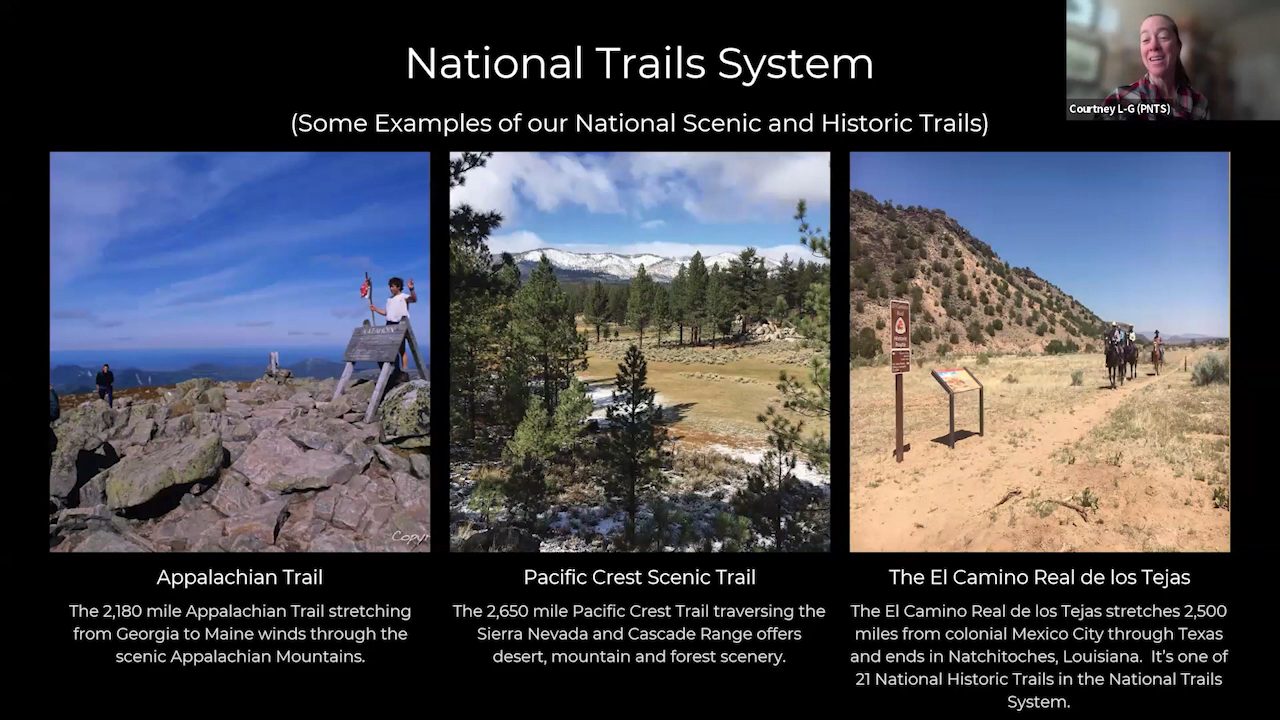 National Trails System
Courtney L-G (PNTS)
(Some Examples of our National Scenic and Historic Trails)
KATAHDIN
Copyr
Appalachian Trail
The 2,180 mile Appalachian Trail stretching
from Georgia to Maine winds through the
scenic Appalachian Mountains.
Pacific Crest Scenic Trail
The 2,650 mile Pacific Crest Trail traversing the
Sierra Nevada and Cascade Range offers
desert, mountain and forest scenery.
The El Camino Real de los Tejas
The El Camino Real de los Tejas stretches 2,500
miles from colonial Mexico City through Texas
and ends in Natchitoches, Louisiana. It's one of
21 National Historic Trails in the National Trails
System.